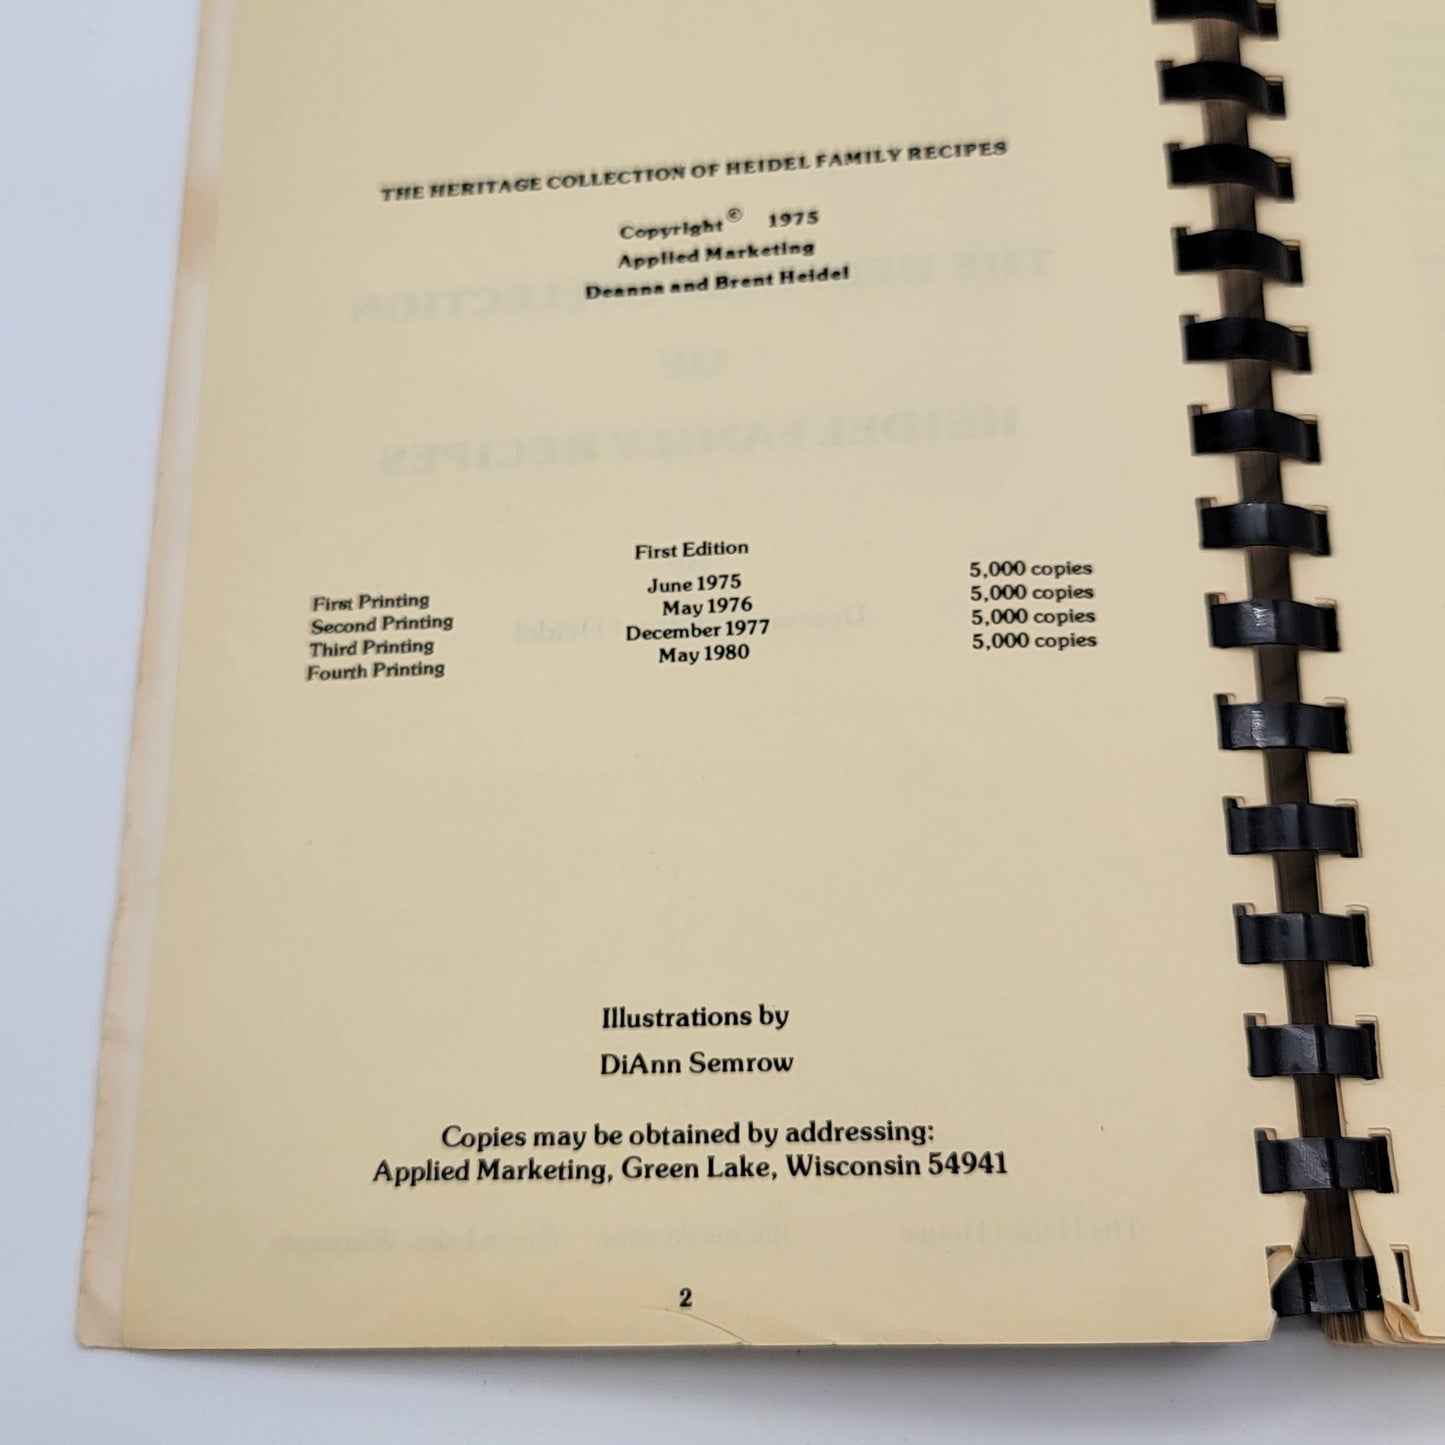 THE HERITAGE COLLECTION OF HEIDEL FAMILY RECIPES
Copyright © 1975
Applied Marketing
Deanna and Brent Heidel
First Edition
First Printing June 1975 5,000 copies
Second Printing May 1976 5,000 copies
Third Printing December 1977 5,000 copies
Fourth Printing May 1980 5,000 copies
Illustrations by
DiAnn Semrow
Copies may be obtained by addressing:
Applied Marketing, Green Lake, Wisconsin 54941
2